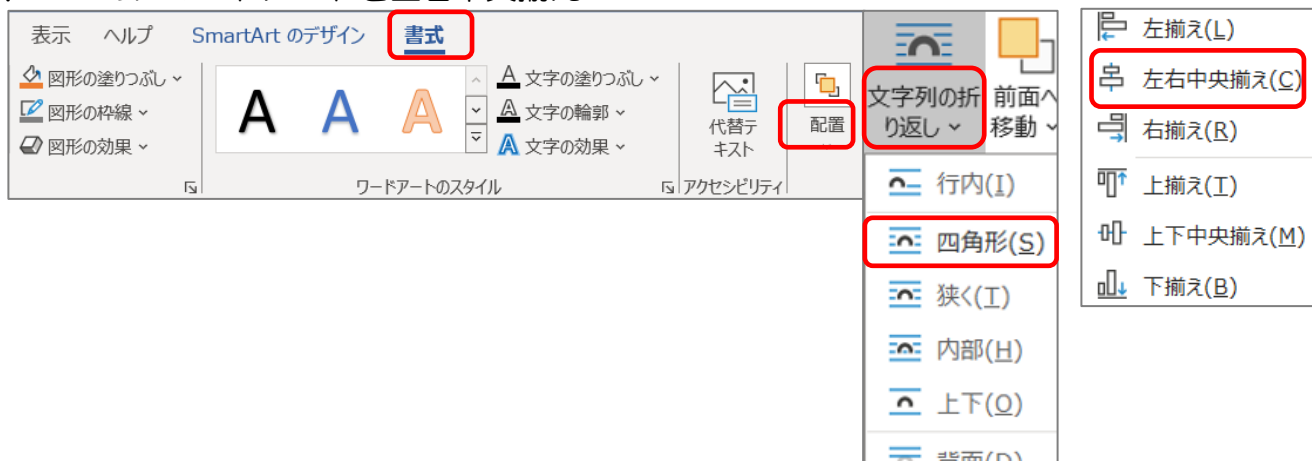 表示 ヘルプ SmartArt のデザイン 書式
図形の塗りつぶし
図形の枠線
図形の効果
A A A
A 文字の塗りつぶし
A 文字の輪郭
A 文字の効果
代替テ
キスト
配置
ワードアートのスタイル
アクセシビリティ
文字列の折
り返し
前面へ
移動
行内(I)
四角形(S)
狭く(T)
内部(H)
上下(O)
背面(D)
左揃え(L)
左右中央揃え(C)
右揃え(R)
上揃え(T)
上下中央揃え(M)
下揃え(B)